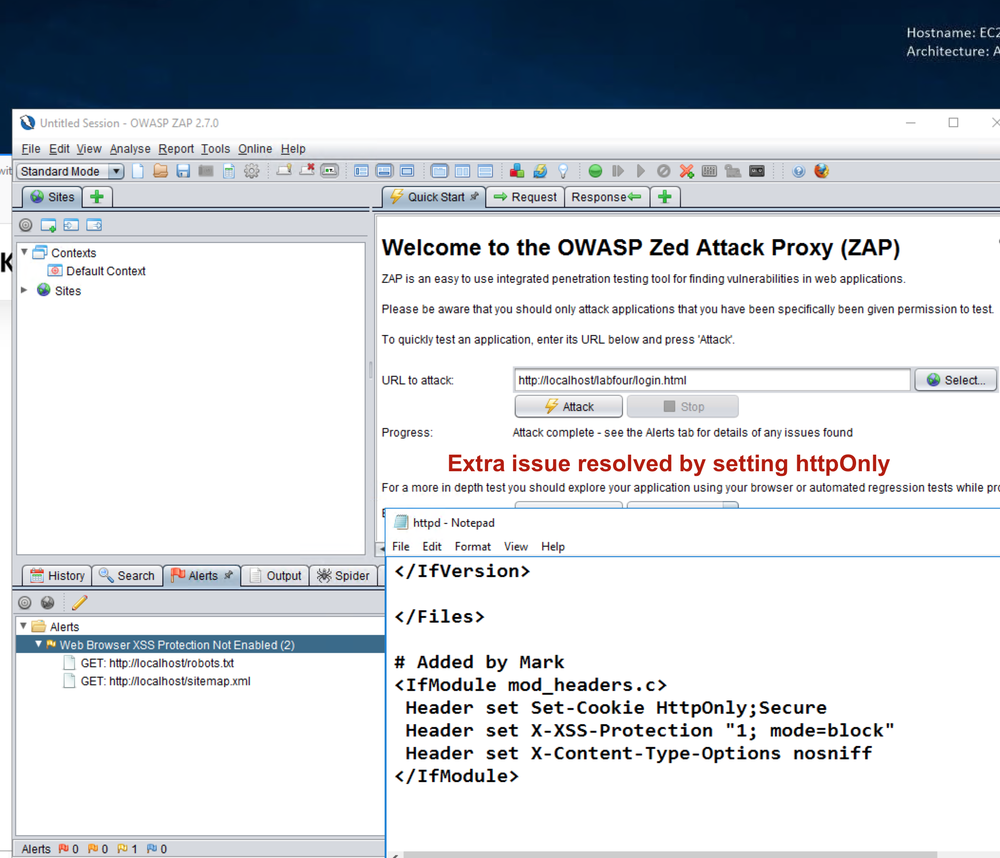 Hostname: EC2
Architecture: A
Untitled Session - OWASP ZAP 2.7.0
File Edit View Analyse Report Tools Online Help
Standard Mode
Sites
Quick Start
Request
Response
Contexts
Default Context
Sites
Welcome to the OWASP Zed Attack Proxy (ZAP)
ZAP is an easy to use integrated penetration testing tool for finding vulnerabilities in web applications.
Please be aware that you should only attack applications that you have been specifically been given permission to test.
To quickly test an application, enter its URL below and press 'Attack'.
URL to attack: http://localhost/labfour/login.html Select...
Attack Stop
Progress: Attack complete - see the Alerts tab for details of any issues found
Extra issue resolved by setting httpOnly
For a more in depth test you should explore your application using your browser or automated regression tests while pro
httpd - Notepad
File Edit Format View Help
</IfVersion>
</Files>
# Added by Mark
<IfModule mod_headers.c>
Header set Set-Cookie HttpOnly;Secure
Header set X-XSS-Protection "1; mode=block"
Header set X-Content-Type-Options nosniff
</IfModule>
History Search Alerts Output Spider
Alerts
Web Browser XSS Protection Not Enabled (2)
GET: http://localhost/robots.txt
GET: http://localhost/sitemap.xml
Alerts 0 0 1 0